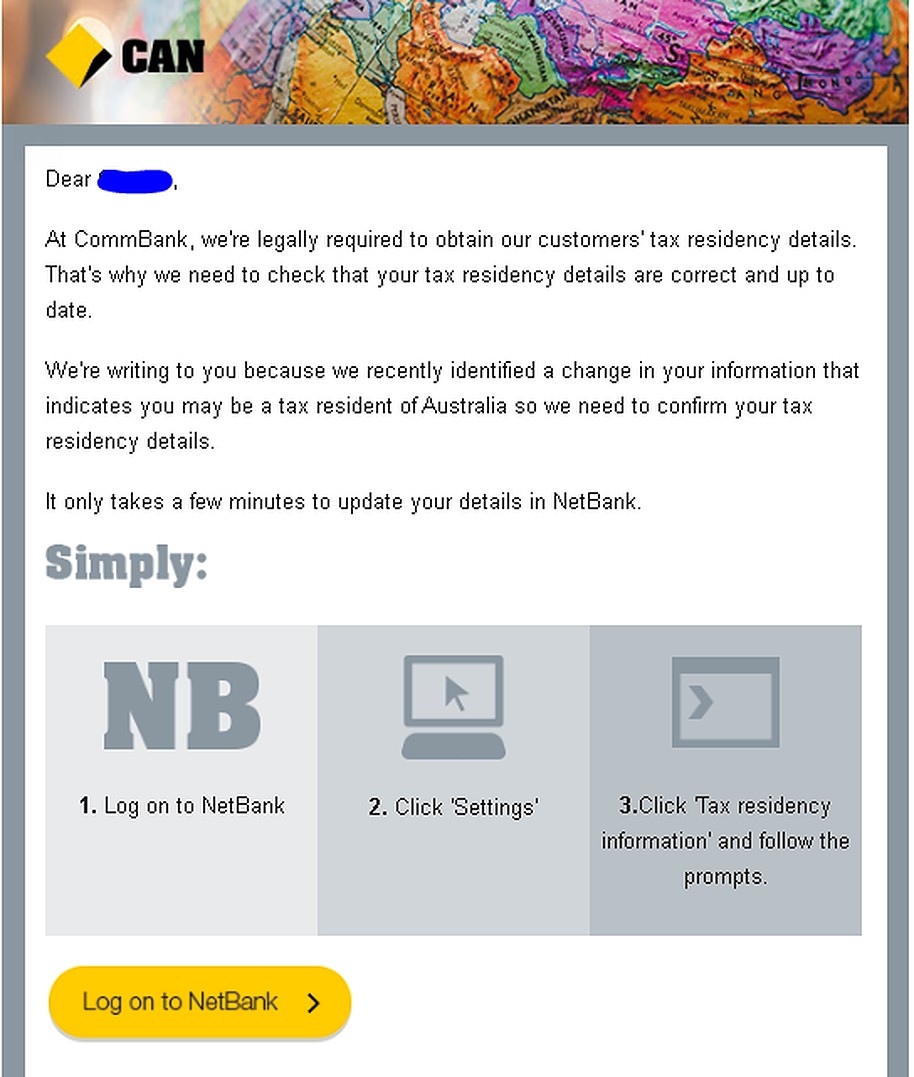 CAN
Dear ,
At CommBank, we're legally required to obtain our customers' tax residency details.
That's why we need to check that your tax residency details are correct and up to
date.
We're writing to you because we recently identified a change in your information that
indicates you may be a tax resident of Australia so we need to confirm your tax
residency details.
It only takes a few minutes to update your details in NetBank.
Simply:
NB
1. Log on to NetBank
2. Click 'Settings'
3.Click 'Tax residency
information' and follow the
prompts.
Log on to NetBank